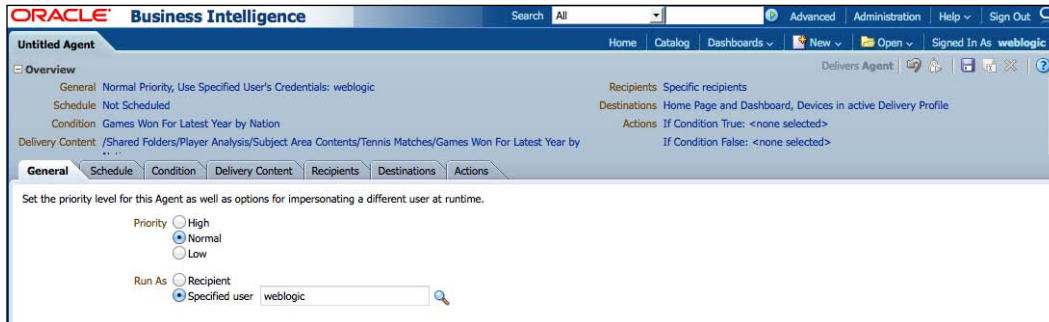 ORACLE Business Intelligence Search All Advanced Administration Help Sign Out
Untitled Agent Home Catalog Dashboards New Open Signed In As weblogic
Overview Delivers Agent
General Normal Priority, Use Specified User's Credentials: weblogic Recipients Specific recipients
Schedule Not Scheduled Destinations Home Page and Dashboard, Devices in active Delivery Profile
Condition Games Won For Latest Year by Nation Actions If Condition True: <none selected>
Delivery Content /Shared Folders/Player Analysis/Subject Area Contents/Tennis Matches/Games Won For Latest Year by If Condition False: <none selected>
General Schedule Condition Delivery Content Recipients Destinations Actions
Set the priority level for this Agent as well as options for impersonating a different user at runtime.
Priority High
Normal
Low
Run As Recipient
Specified user weblogic